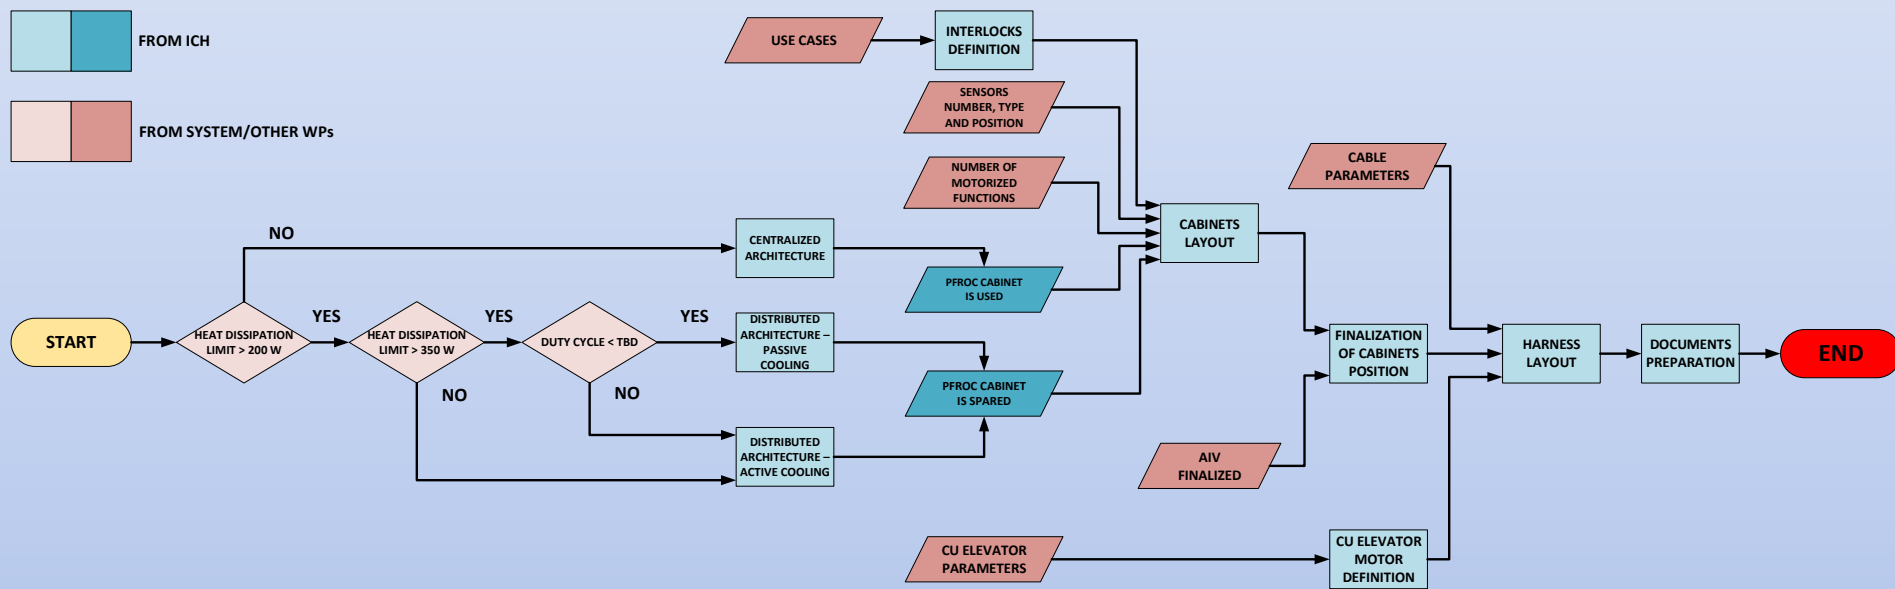 FROM ICH
FROM SYSTEM/OTHER WPs
USE CASES
INTERLOCKS
DEFINITION
SENSORS
NUMBER, TYPE
AND POSITION
NUMBER OF
MOTORIZED
FUNCTIONS
CABLE
PARAMETERS
NO
CENTRALIZED
ARCHITECTURE
CABINETS
LAYOUT
PFROC CABINET
IS USED
START
HEAT DISSIPATION
LIMIT > 200 W
YES
HEAT DISSIPATION
LIMIT > 350 W
YES
DUTY CYCLE < TBD
YES
DISTRIBUTED
ARCHITECTURE –
PASSIVE
COOLING
FINALIZATION
OF CABINETS
POSITION
HARNESS
LAYOUT
DOCUMENTS
PREPARATION
END
NO
NO
PFROC CABINET
IS SPARED
DISTRIBUTED
ARCHITECTURE –
ACTIVE COOLING
AIV
FINALIZED
CU ELEVATOR
PARAMETERS
CU ELEVATOR
MOTOR
DEFINITION